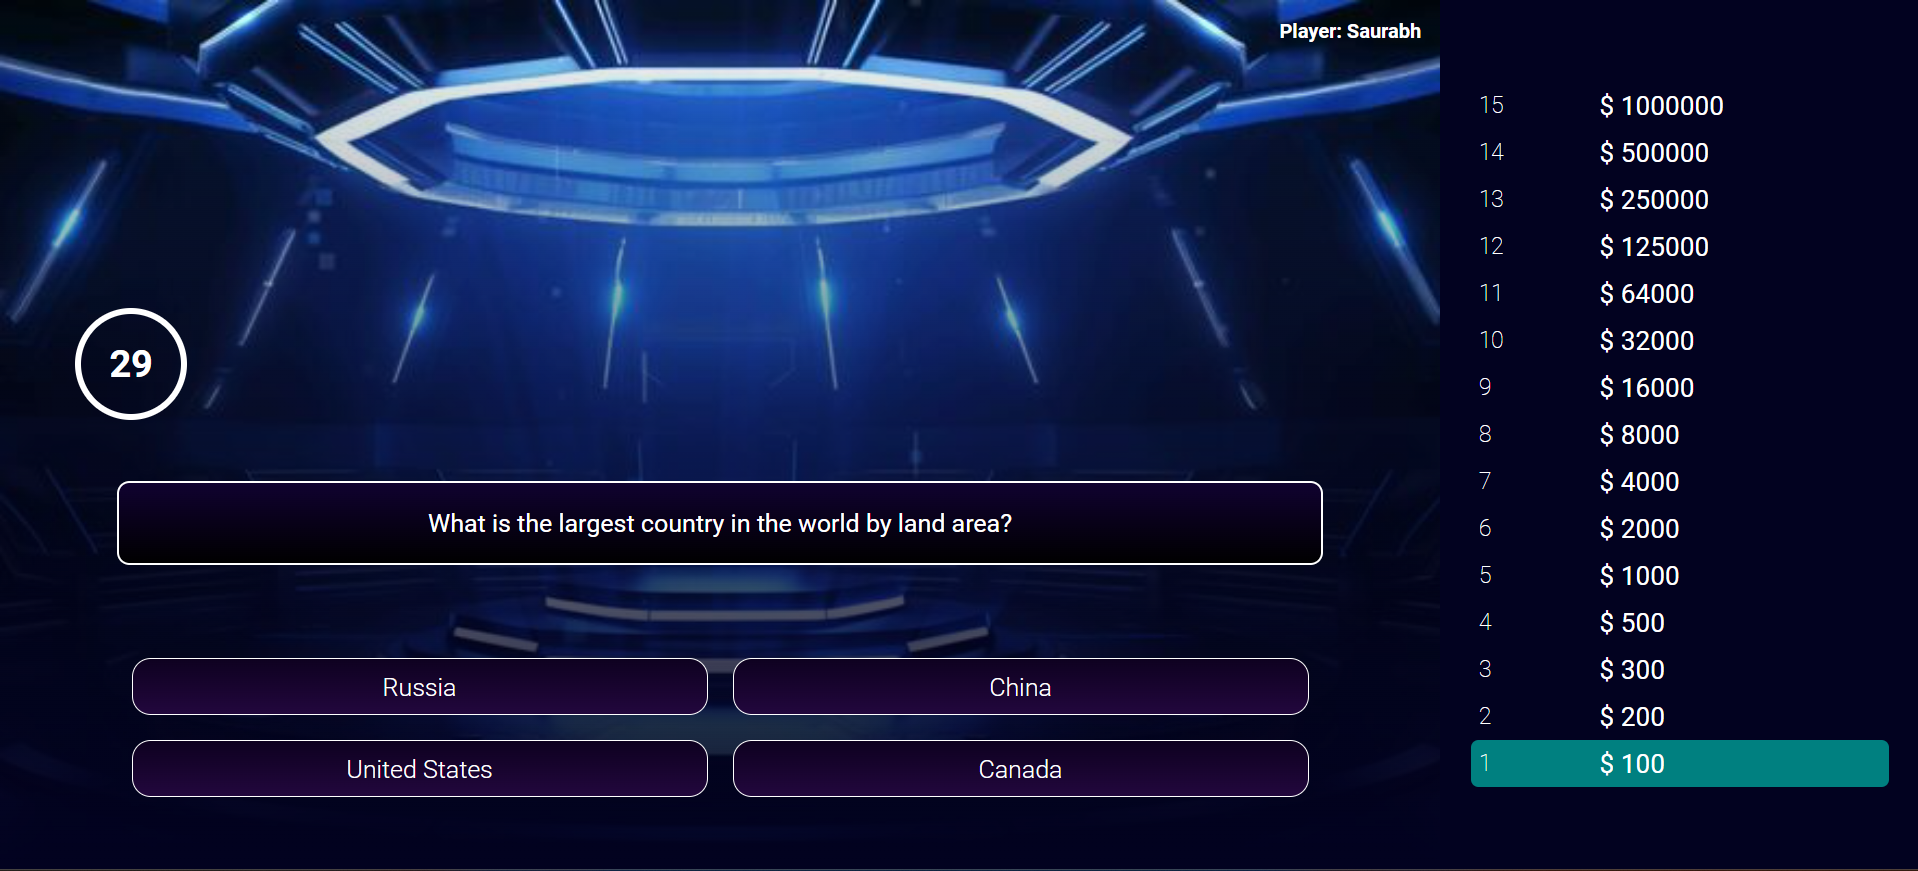 Player: Saurabh
29
What is the largest country in the world by land area?
Russia
China
United States
Canada
15 $ 1000000
14 $ 500000
13 $ 250000
12 $ 125000
11 $ 64000
10 $ 32000
9 $ 16000
8 $ 8000
7 $ 4000
6 $ 2000
5 $ 1000
4 $ 500
3 $ 300
2 $ 200
1 $ 100